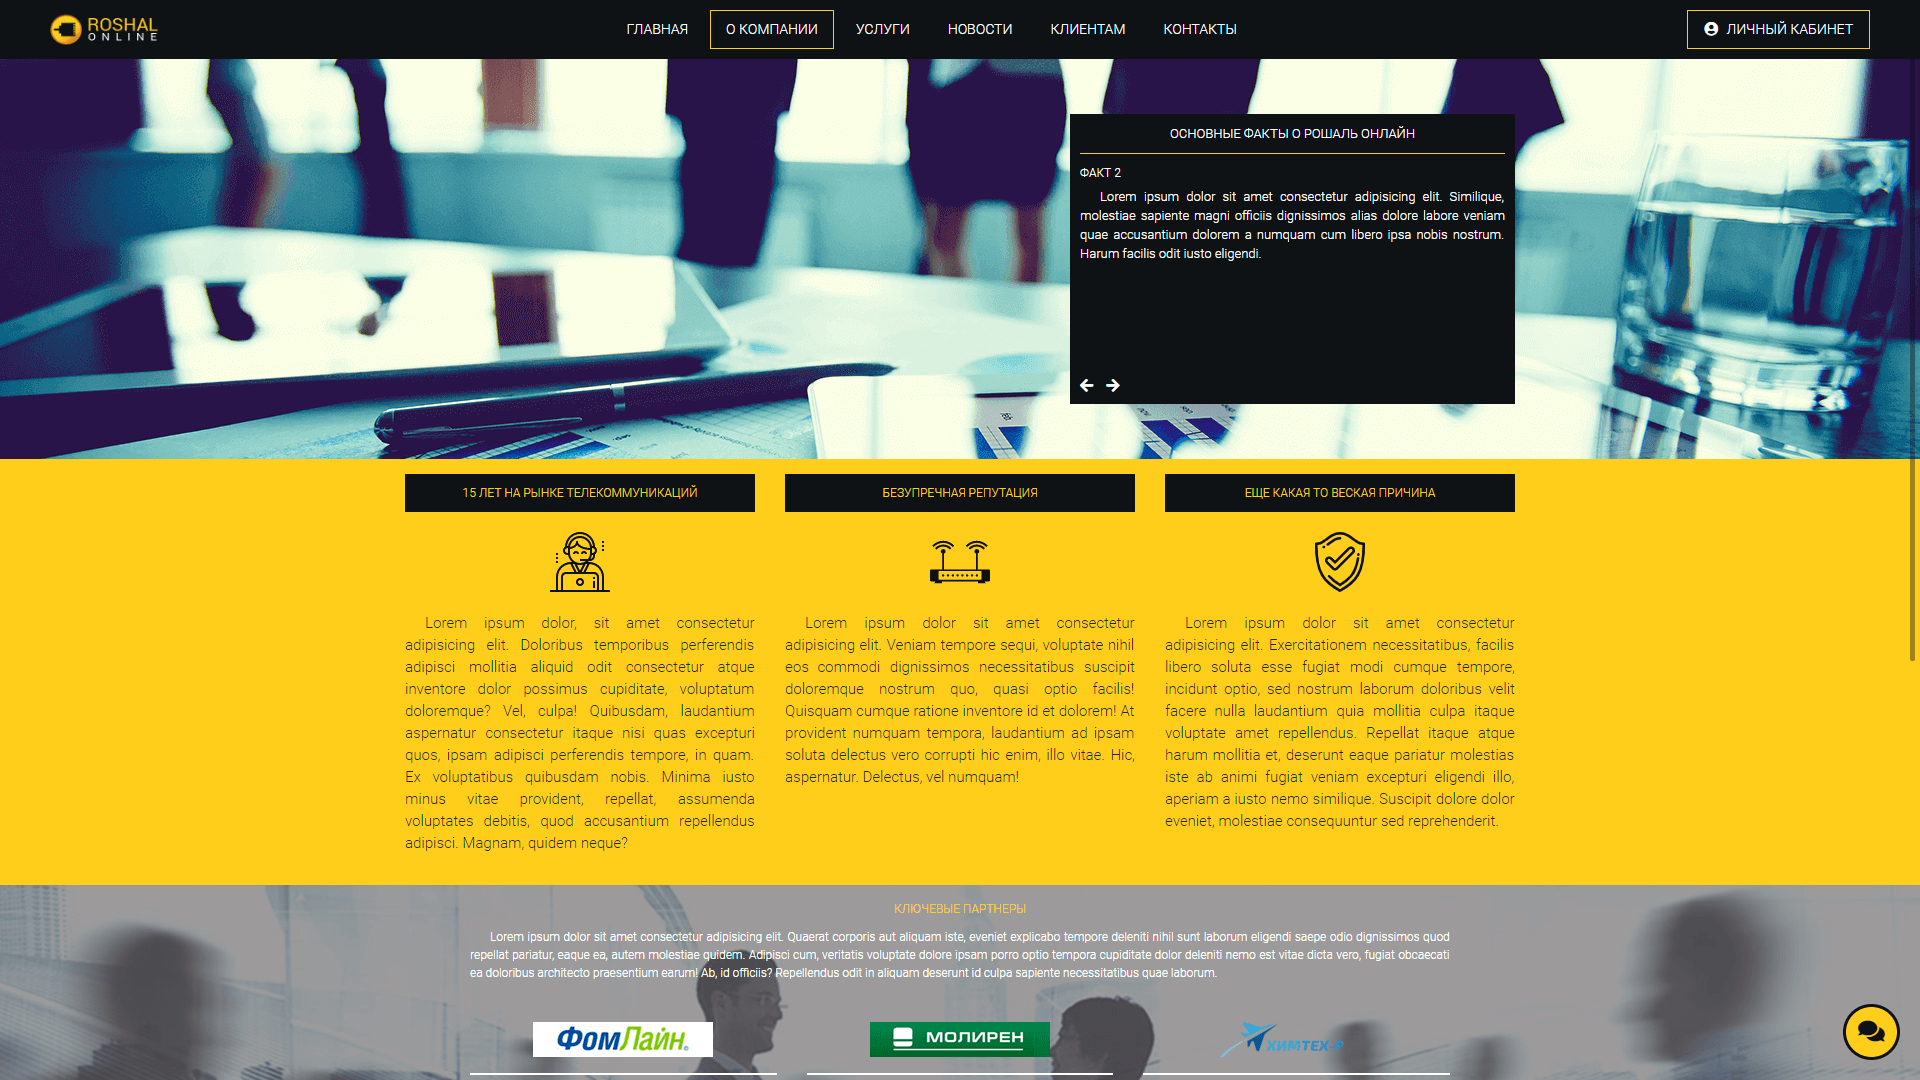 ROSHAL
ONLINE
ГЛАВНАЯ
О КОМПАНИИ
УСЛУГИ
НОВОСТИ
КЛИЕНТАМ
КОНТАКТЫ
ЛИЧНЫЙ КАБИНЕТ
ОСНОВНЫЕ ФАКТЫ О РОШАЛЬ ОНЛАЙН
ФАКТ 2
Lorem ipsum dolor sit amet consectetur adipisicing elit. Similique,
molestiae sapiente magni officiis dignissimos alias dolore labore veniam
quae accusantium dolorem a numquam cum libero ipsa nobis nostrum.
Harum facilis odit iusto eligendi.
15 ЛЕТ НА РЫНКЕ ТЕЛЕКОММУНИКАЦИЙ
Lorem ipsum dolor, sit amet consectetur
adipisicing elit. Doloribus temporibus perferendis
adipisci mollitia aliquid odit consectetur atque
inventore dolor possimus cupiditate, voluptatum
doloremque? Vel, culpa! Quibusdam, laudantium
aspernatur consectetur itaque nisi quas excepturi
quos, ipsam adipisci perferendis tempore, in quam.
Ex voluptatibus quibusdam nobis. Minima iusto
minus vitae provident, repellat, assumenda
voluptates debitis, quod accusantium repellendus
adipisci. Magnam, quidem neque?
БЕЗУПРЕЧНАЯ РЕПУТАЦИЯ
Lorem ipsum dolor sit amet consectetur
adipisicing elit. Veniam tempore sequi, voluptate nihil
eos commodi dignissimos necessitatibus suscipit
doloremque nostrum quo, quasi optio facilis!
Quisquam cumque ratione inventore id et dolorem! At
provident numquam tempora, laudantium ad ipsam
soluta delectus vero corrupti hic enim, illo vitae. Hic,
aspernatur. Delectus, vel numquam!
ЕЩЕ КАКАЯ ТО ВЕСКАЯ ПРИЧИНА
Lorem ipsum dolor sit amet consectetur
adipisicing elit. Exercitationem necessitatibus, facilis
libero soluta esse fugiat modi cumque tempore,
incidunt optio, sed nostrum laborum doloribus velit
facere nulla laudantium quia mollitia culpa itaque
voluptate amet repellendus. Repellat itaque atque
harum mollitia et, deserunt eaque pariatur molestias
iste ab animi fugiat veniam excepturi eligendi illo,
aperiam a iusto nemo similique. Suscipit dolore dolor
eveniet, molestiae consequuntur sed reprehenderit.
КЛЮЧЕВЫЕ ПАРТНЕРЫ
Lorem ipsum dolor sit amet consectetur adipisicing elit. Quaerat corporis aut aliquam iste, eveniet explicabo tempore deleniti nihil sunt laborum eligendi saepe odio dignissimos quod
repellat pariatur, eaque ea, autem molestiae quidem. Adipisci cum, veritatis voluptate dolore ipsam porro optio tempora cupiditate dolor deleniti nemo est vitae dicta vero, fugiat obcaecati
ea doloribus architecto praesentium earum! Ab, id officiis? Repellendus odit in aliquam deserunt id culpa sapiente necessitatibus quae laborum.
ФомЛайн
МОЛИРЕН
ХИМТЕХ-Р